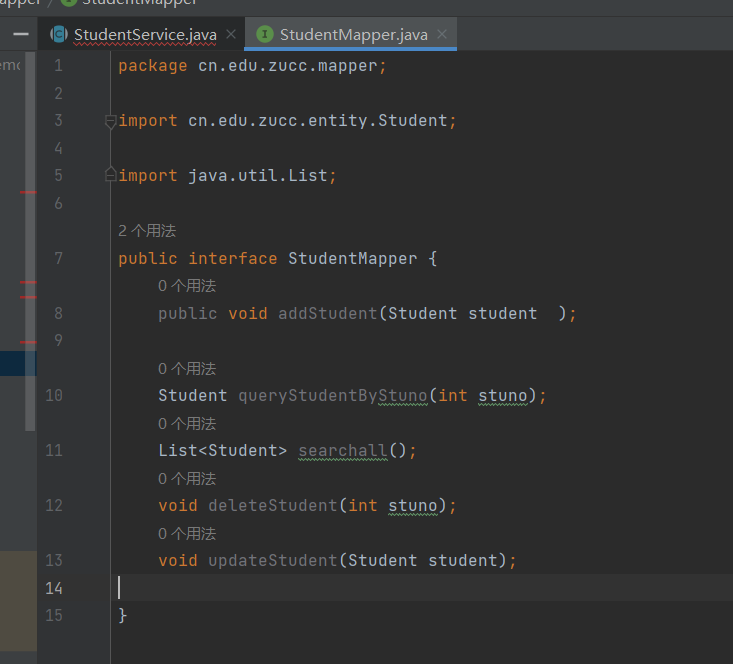 StudentMapper
StudentService.java
StudentMapper.java
1 package cn.edu.zucc.mapper;
2
3 import cn.edu.zucc.entity.Student;
4
5 import java.util.List;
6
2 个用法
7 public interface StudentMapper {
0 个用法
8 public void addStudent(Student student  );
9
0 个用法
10 Student queryStudentByStuno(int stuno);
0 个用法
11 List<Student> searchall();
0 个用法
12 void deleteStudent(int stuno);
0 个用法
13 void updateStudent(Student student);
14
15 }